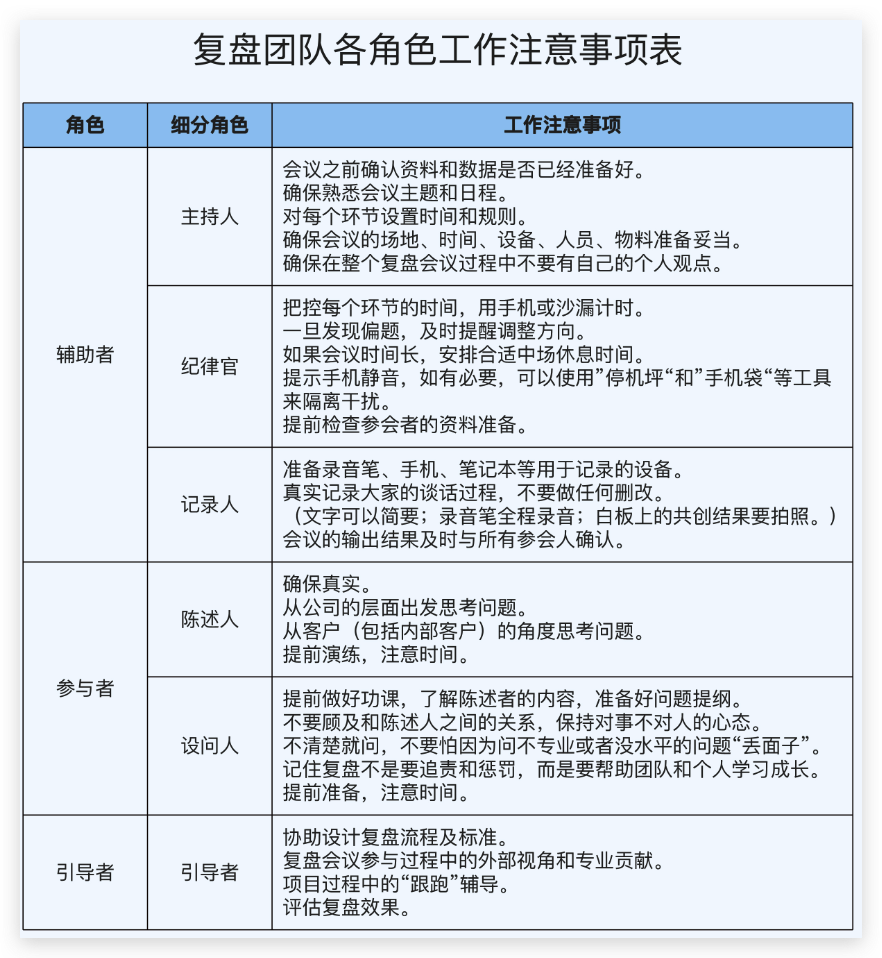 复盘团队各角色工作注意事项表
角色 细分角色 工作注意事项
辅助者
主持人
会议之前确认资料和数据是否已经准备好。
确保熟悉会议主题和日程。
对每个环节设置时间和规则。
确保会议的场地、时间、设备、人员、物料准备妥当。
确保在整个复盘会议过程中不要有自己的个人观点。
纪律官
把控每个环节的时间，用手机或沙漏计时。
一旦发现偏题，及时提醒调整方向。
如果会议时间长，安排合适中场休息时间。
提示手机静音，如有必要，可以使用”停机坪“和”手机袋“等工具
来隔离干扰。
提前检查参会者的资料准备。
记录人
准备录音笔、手机、笔记本等用于记录的设备。
真实记录大家的谈话过程，不要做任何删改。
（文字可以简要；录音笔全程录音；白板上的共创结果要拍照。）
会议的输出结果及时与所有参会人确认。
参与者
陈述人
确保真实。
从公司的层面出发思考问题。
从客户（包括内部客户）的角度思考问题。
提前演练，注意时间。
设问人
提前做好功课，了解陈述者的内容，准备好问题提纲。
不要顾及和陈述人之间的关系，保持对事不对人的心态。
不清楚就问，不要怕因为问不专业或者没水平的问题“丢面子”。
记住复盘不是要追责和惩罚，而是要帮助团队和个人学习成长。
提前准备，注意时间。
引导者
引导者
协助设计复盘流程及标准。
复盘会议参与过程中的外部视角和专业贡献。
项目过程中的“跟跑”辅导。
评估复盘效果。